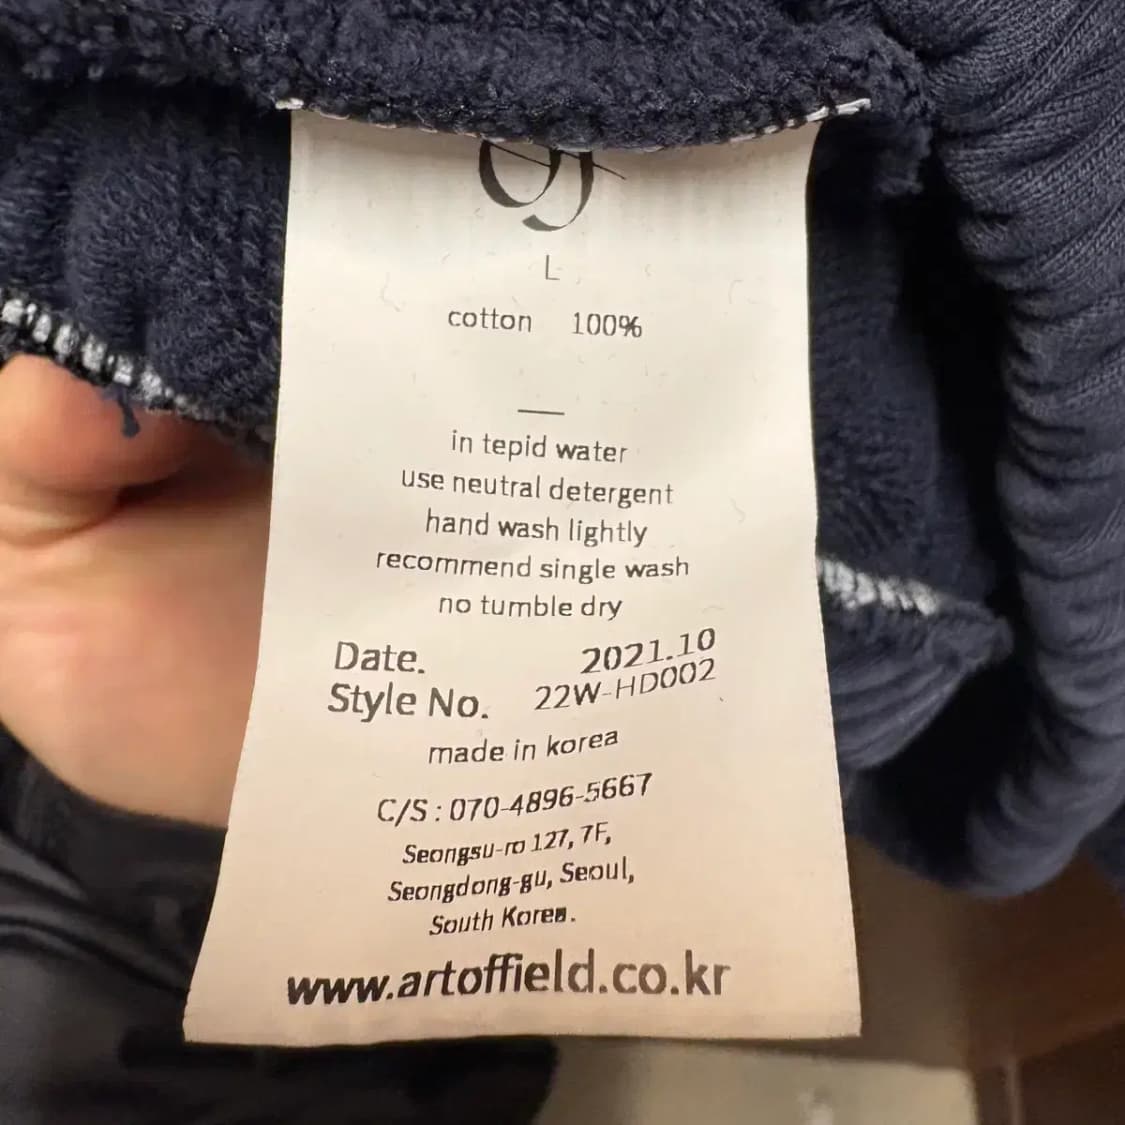 L
cotton 100%
in tepid water
use neutral detergent
hand wash lightly
recommend single wash
no tumble dry
Date. 2021.10
Style No. 22W-HD002
made in korea
C/S : 070-4896-5667
Seongsu-ro 127, 7F,
Seongdong-gu, Seoul,
South Korea.
www.artoffield.co.kr